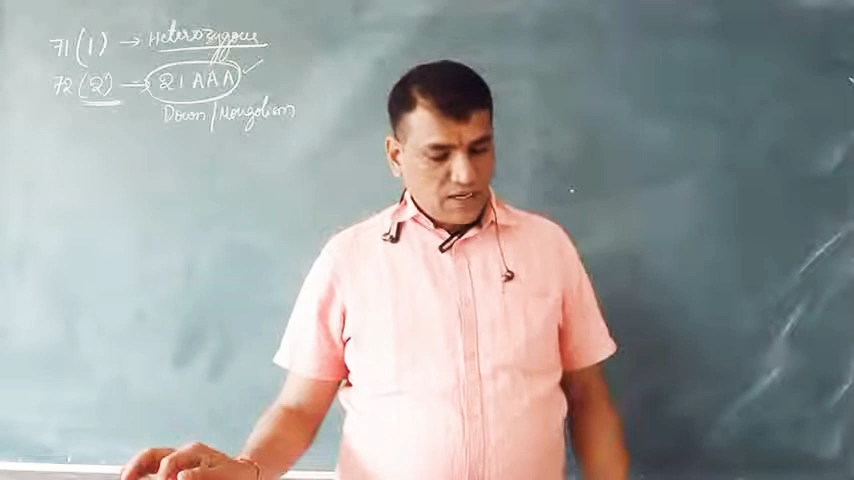 71 (1) → Heterozygous
72 (2) → 21 AAA ✓
Down/Mongolism